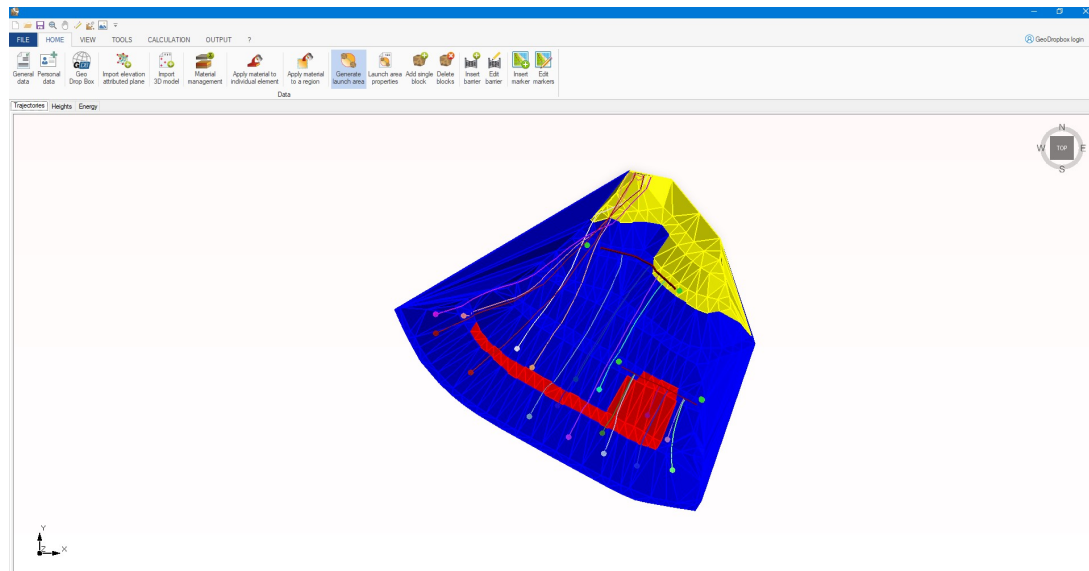 FILE HOME VIEW TOOLS CALCULATION OUTPUT ? GeoDropbox login
General data
Personal data
Geo Drop Box
Import elevation attributed plane
Import 3D model
Material management
Apply material to individual element
Apply material to a region
Generate launch area
Launch area properties
Add single block
Delete blocks
Insert barrier
Edit barrier
Insert marker
Edit markers
Data
Trajectories Heights Energy
N
W TOP E
S
Y
Z X